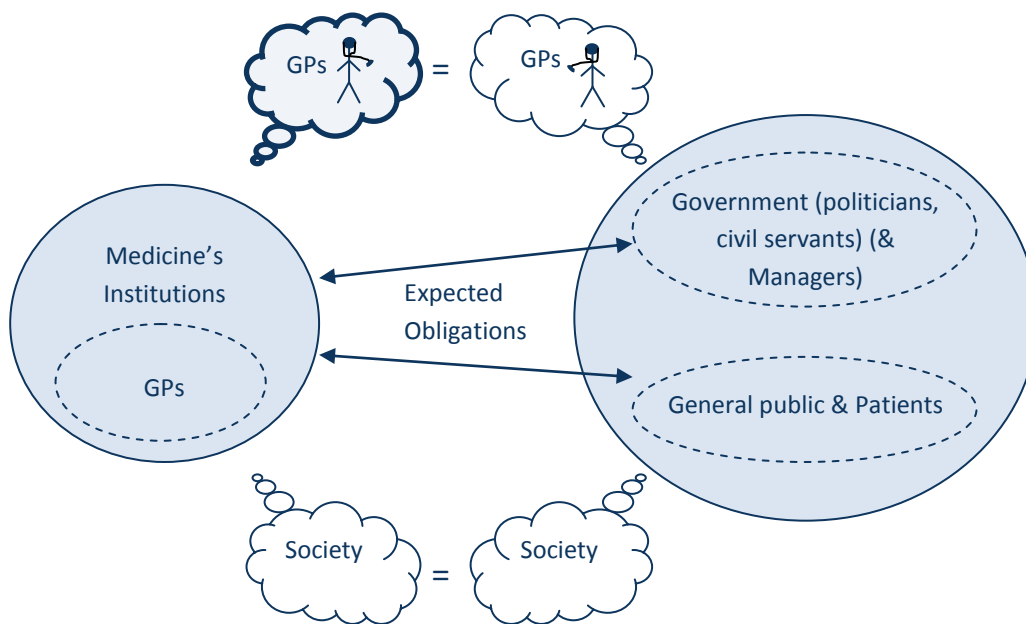 GPs
=
GPs
Government (politicians,
civil servants) (&
Managers)
Medicine’s
Institutions
Expected
Obligations
GPs
General public & Patients
Society
=
Society